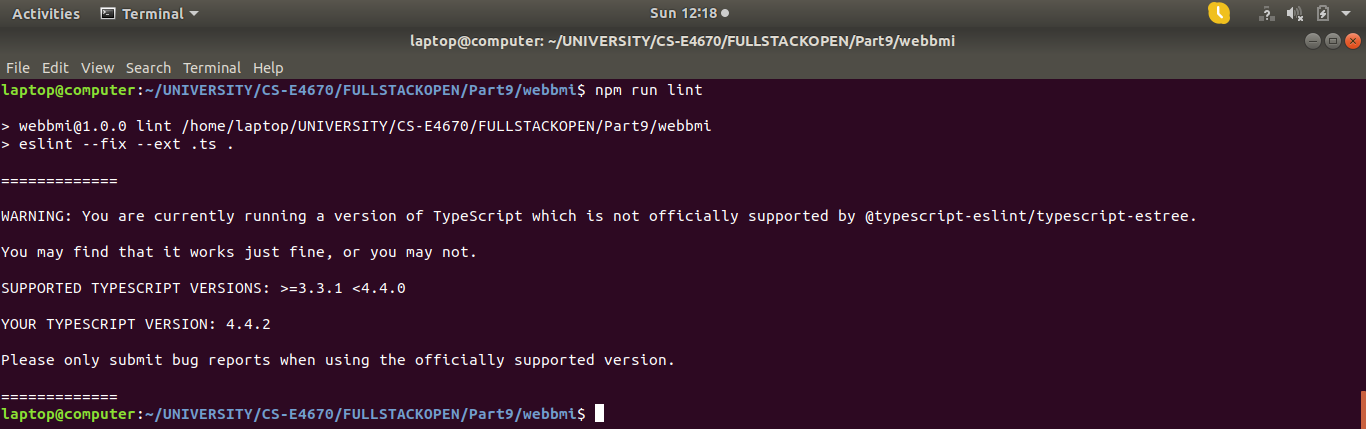 Activities Terminal Sun 12:18
laptop@computer: ~/UNIVERSITY/CS-E4670/FULLSTACKOPEN/Part9/webbmi
File Edit View Search Terminal Help
laptop@computer:~/UNIVERSITY/CS-E4670/FULLSTACKOPEN/Part9/webbmi$ npm run lint
> webbmi@1.0.0 lint /home/laptop/UNIVERSITY/CS-E4670/FULLSTACKOPEN/Part9/webbmi
> eslint --fix --ext .ts .
=============
WARNING: You are currently running a version of TypeScript which is not officially supported by @typescript-eslint/typescript-estree.
You may find that it works just fine, or you may not.
SUPPORTED TYPESCRIPT VERSIONS: >=3.3.1 <4.4.0
YOUR TYPESCRIPT VERSION: 4.4.2
Please only submit bug reports when using the officially supported version.
=============
laptop@computer:~/UNIVERSITY/CS-E4670/FULLSTACKOPEN/Part9/webbmi$